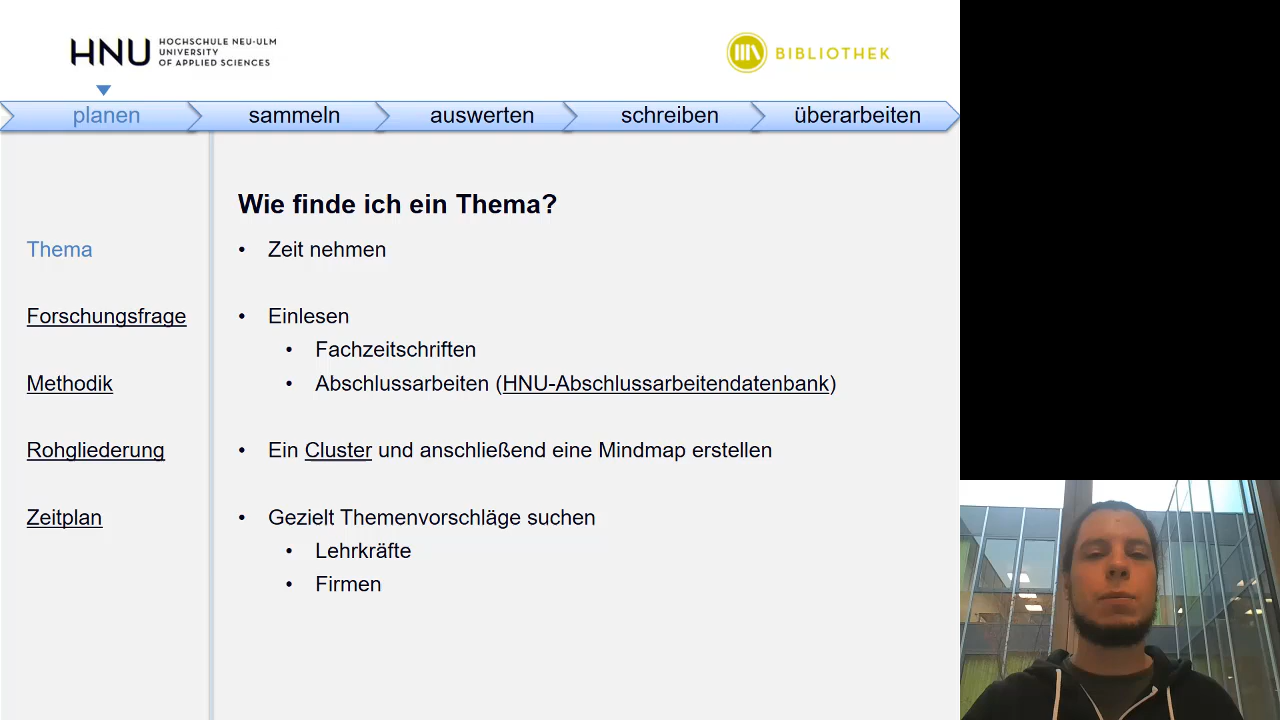 HNU HOCHSCHULE NEU-ULM
UNIVERSITY
OF APPLIED SCIENCES
BIBLIOTHEK
planen sammeln auswerten schreiben überarbeiten
Wie finde ich ein Thema?
Thema
• Zeit nehmen
Forschungsfrage
• Einlesen
• Fachzeitschriften
Methodik
• Abschlussarbeiten (HNU-Abschlussarbeitendatenbank)
Rohgliederung
• Ein Cluster und anschließend eine Mindmap erstellen
Zeitplan
• Gezielt Themenvorschläge suchen
• Lehrkräfte
• Firmen